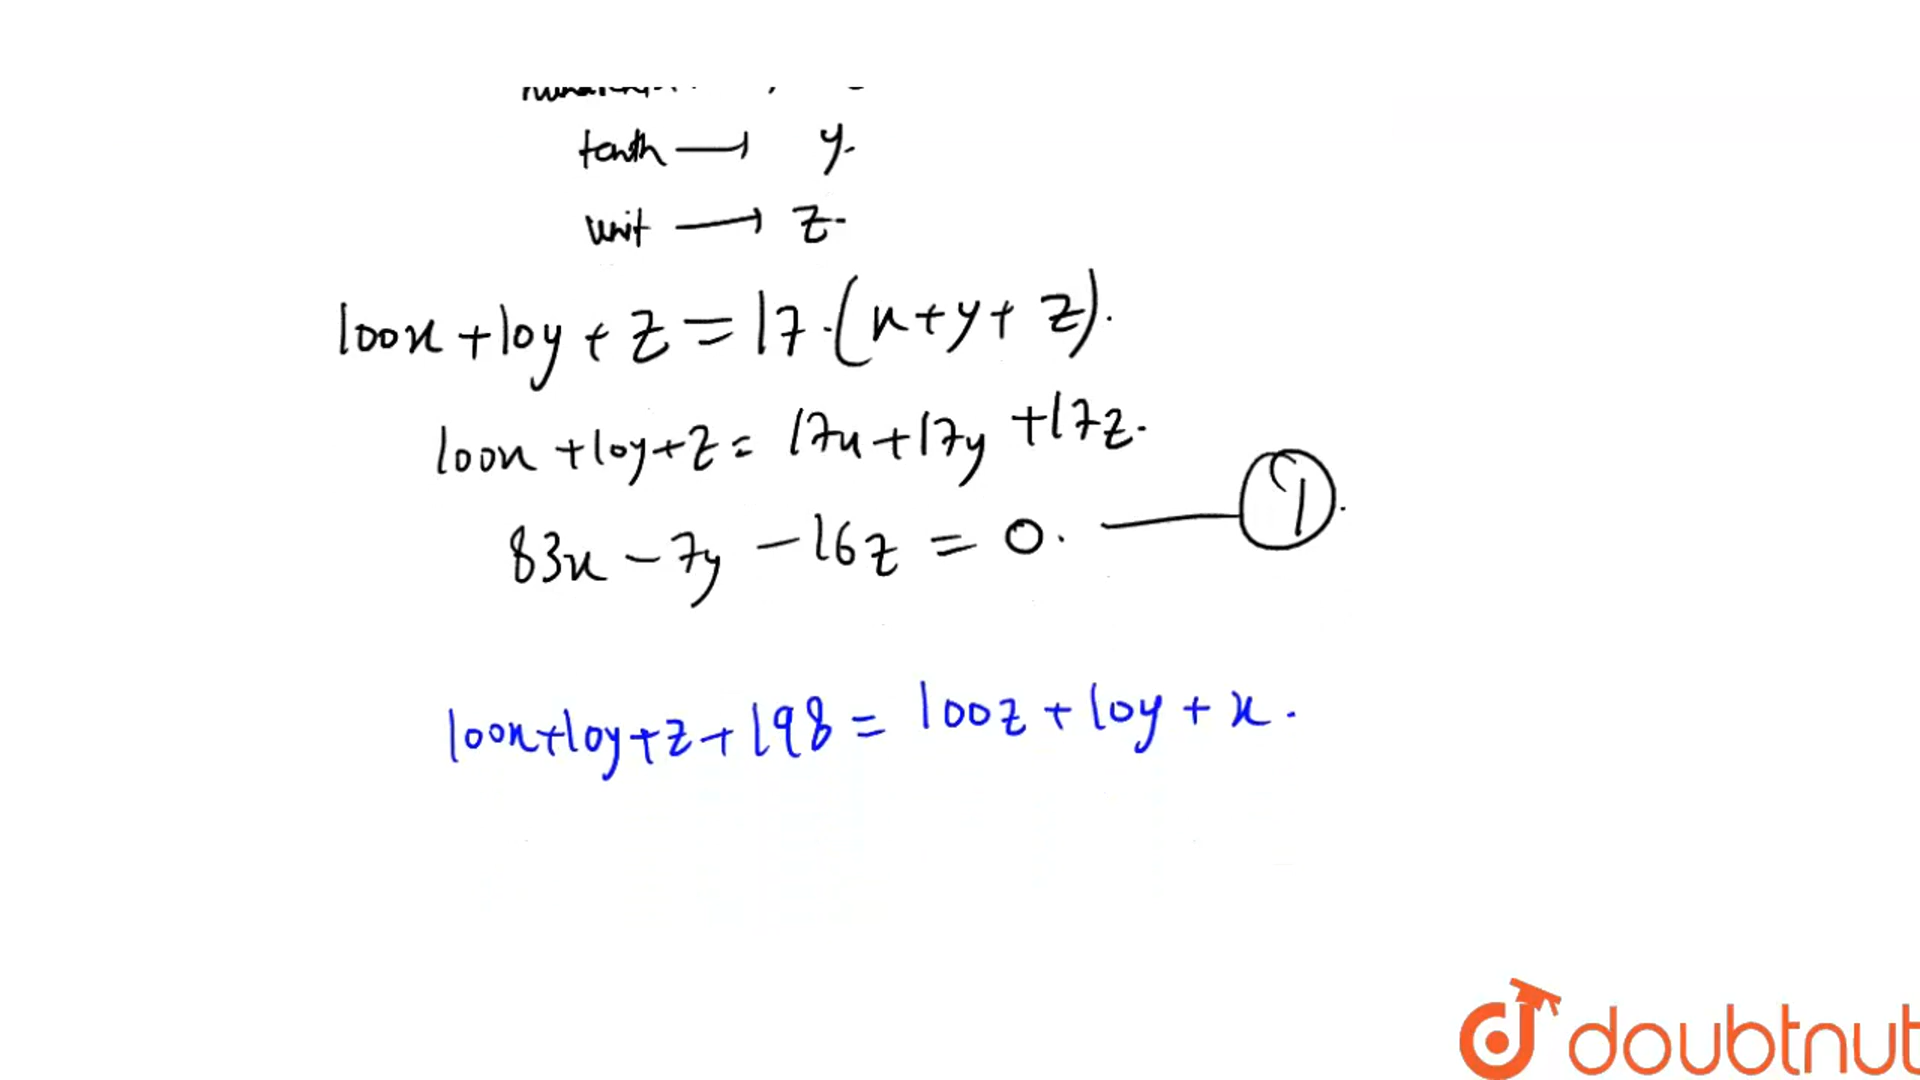 tenth → y.
unit → z.
100x + 10y + z = 17.(x + y + z).
100x + 10y + z = 17x + 17y + 17z.
83x - 7y - 16z = 0. — 1.
100x + 10y + z + 198 = 100z + 10y + x.
doubtnut